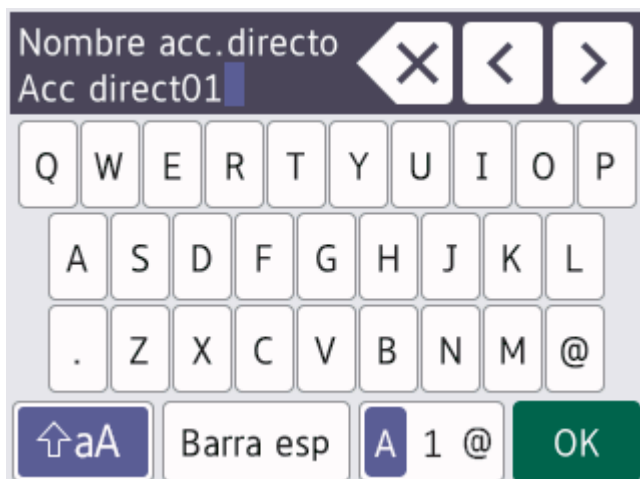 Nombre acc.directo
Acc direct01
Q W E R T Y U I O P
A S D F G H J K L
. Z X C V B N M @
aA Barra esp A 1 @ OK